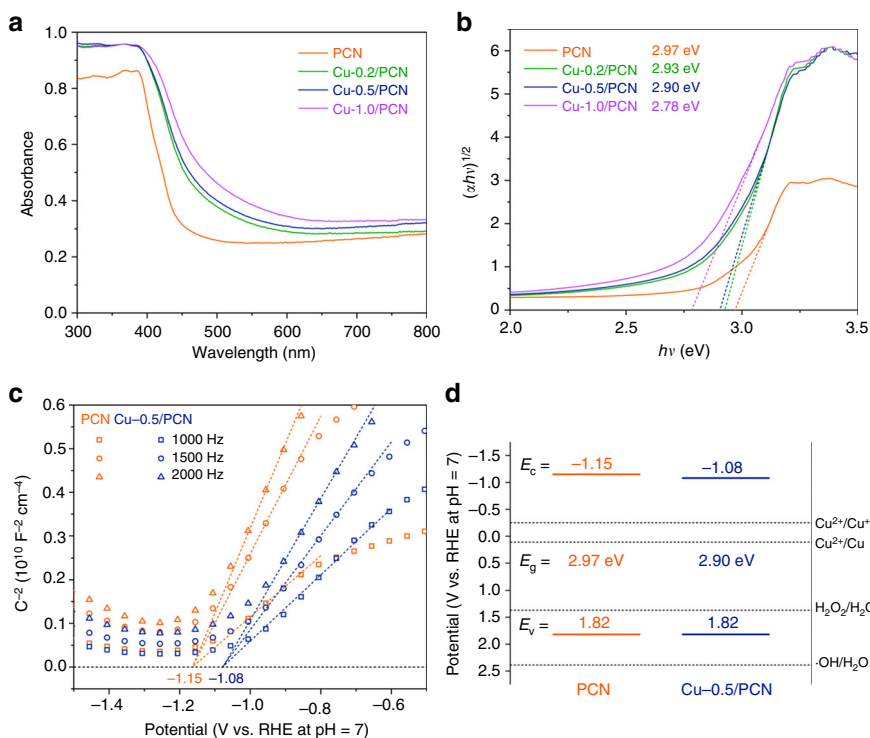 a
Absorbance
1.0
0.8
0.6
0.4
0.2
0.0
300 400 500 600 700 800
Wavelength (nm)
PCN
Cu-0.2/PCN
Cu-0.5/PCN
Cu-1.0/PCN
b
(αhν)1/2
6
5
4
3
2
1
0
2.0 2.5 3.0 3.5
hν (eV)
PCN 2.97 eV
Cu-0.2/PCN 2.93 eV
Cu-0.5/PCN 2.90 eV
Cu-1.0/PCN 2.78 eV
c
C−2 (1010 F−2 cm−4)
0.6
0.5
0.4
0.3
0.2
0.1
0.0
PCN Cu–0.5/PCN
1000 Hz
1500 Hz
2000 Hz
−1.15 −1.08
−1.4 −1.2 −1.0 −0.8 −0.6
Potential (V vs. RHE at pH = 7)
d
Potential (V vs. RHE at pH = 7)
−1.5
−1.0
−0.5
0.0
0.5
1.0
1.5
2.0
2.5
Ec = −1.15 −1.08
Cu2+/Cu+
Cu2+/Cu
Eg = 2.97 eV 2.90 eV
H2O2/H2O
Ev = 1.82 1.82
·OH/H2O
PCN Cu–0.5/PCN